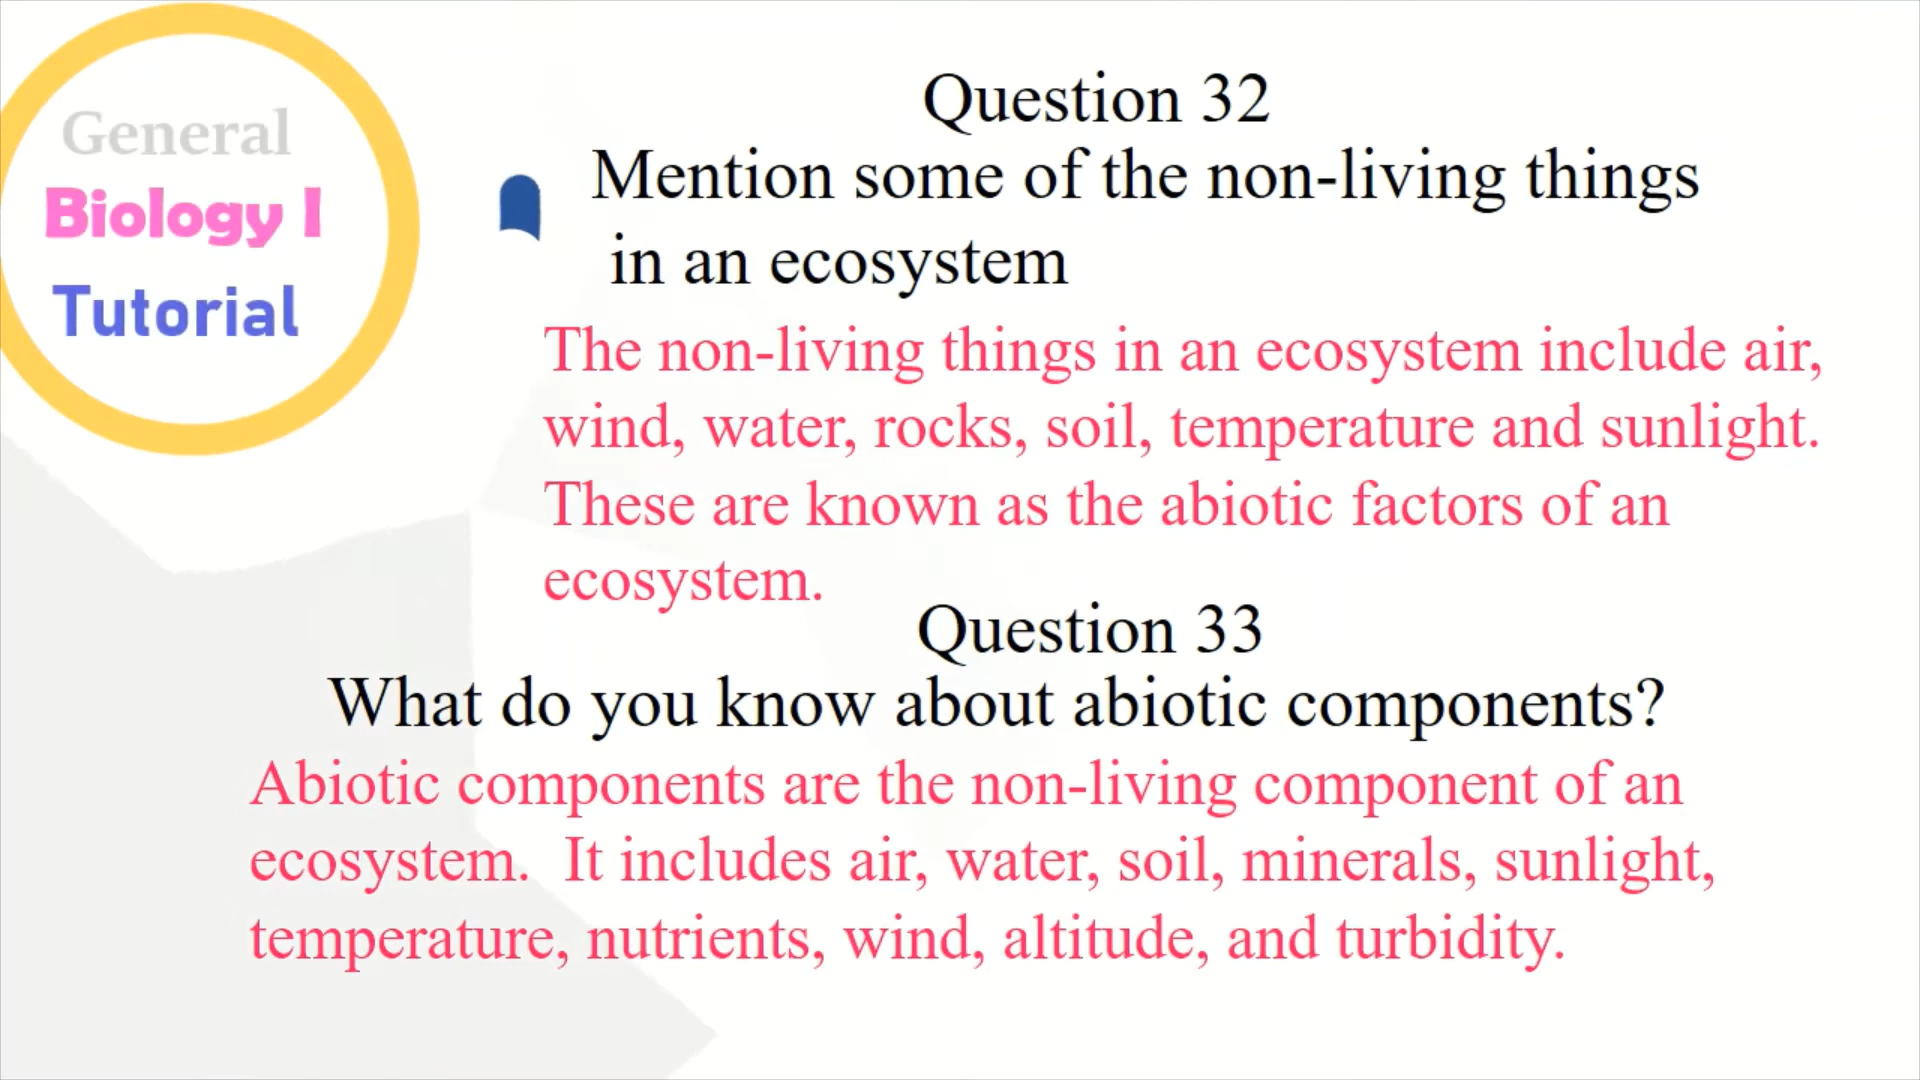 General
Biology I
Tutorial
Question 32
Mention some of the non-living things
in an ecosystem
The non-living things in an ecosystem include air,
wind, water, rocks, soil, temperature and sunlight.
These are known as the abiotic factors of an
ecosystem.
Question 33
What do you know about abiotic components?
Abiotic components are the non-living component of an
ecosystem. It includes air, water, soil, minerals, sunlight,
temperature, nutrients, wind, altitude, and turbidity.